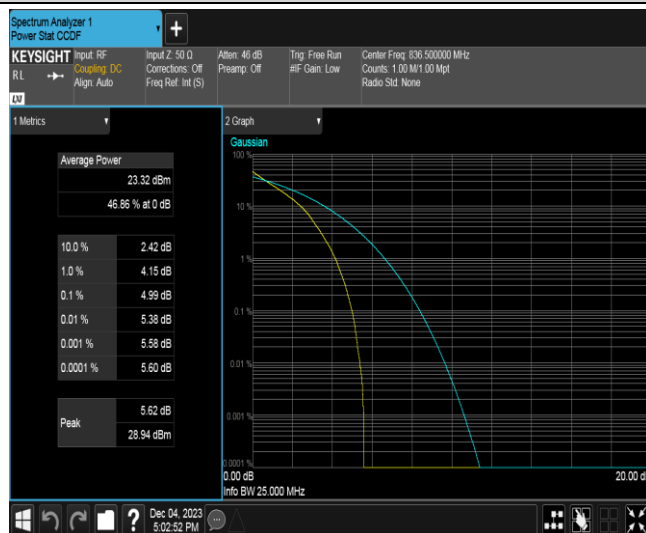 Spectrum Analyzer 1
Power Stat CCDF
+
KEYSIGHT
RL
LXI
Input: RF
Coupling: DC
Align: Auto
Input Z: 50 Ω
Corrections: Off
Freq Ref: Int (S)
Atten: 46 dB
Preamp: Off
Trig: Free Run
#IF Gain: Low
Center Freq: 836.500000 MHz
Counts: 1.00 M/1.00 Mpt
Radio Std: None
1 Metrics
Average Power
23.32 dBm
46.86 % at 0 dB
10.0 % 2.42 dB
1.0 % 4.15 dB
0.1 % 4.99 dB
0.01 % 5.38 dB
0.001 % 5.58 dB
0.0001 % 5.60 dB
Peak 5.62 dB
28.94 dBm
2 Graph
Gaussian
100 %
10 %
1 %
0.1 %
0.01 %
0.001 %
0.0001 %
0.00 dB 20.00 d
Info BW 25.000 MHz
?
Dec 04, 2023
5:02:52 PM